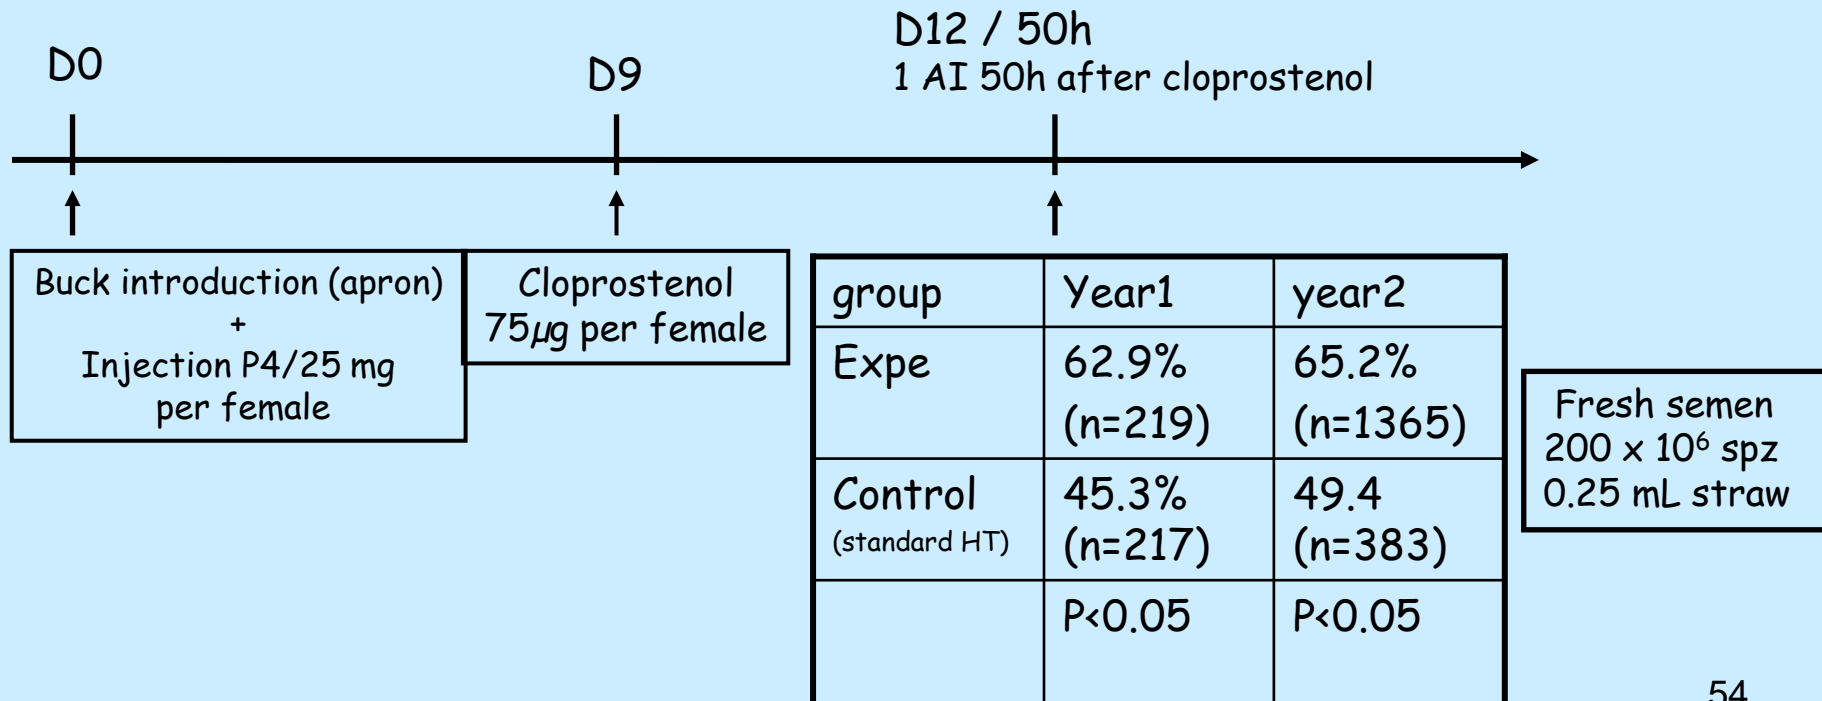 D0
D9
D12 / 50h
1 AI 50h after cloprostenol
Buck introduction (apron)
+
Injection P4/25 mg
per female
Cloprostenol
75µg per female
group Year1 year2
Expe 62.9% 65.2%
(n=219) (n=1365)
Control 45.3% 49.4
(standard HT) (n=217) (n=383)
P<0.05 P<0.05
Fresh semen
200 x 10⁶ spz
0.25 mL straw
54